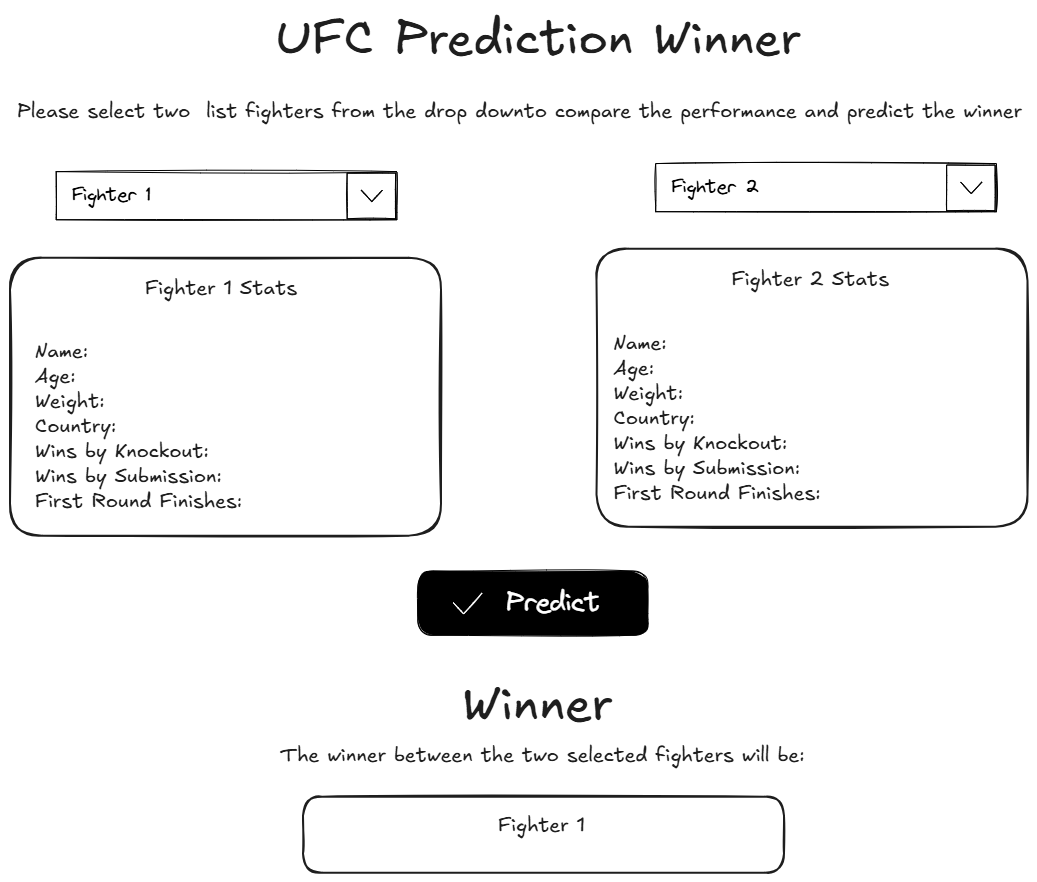 UFC Prediction Winner
Please select two list fighters from the drop downto compare the performance and predict the winner
Fighter 1
Fighter 2
Fighter 1 Stats
Name:
Age:
Weight:
Country:
Wins by Knockout:
Wins by Submission:
First Round Finishes:
Fighter 2 Stats
Name:
Age:
Weight:
Country:
Wins by Knockout:
Wins by Submission:
First Round Finishes:
Predict
Winner
The winner between the two selected fighters will be:
Fighter 1